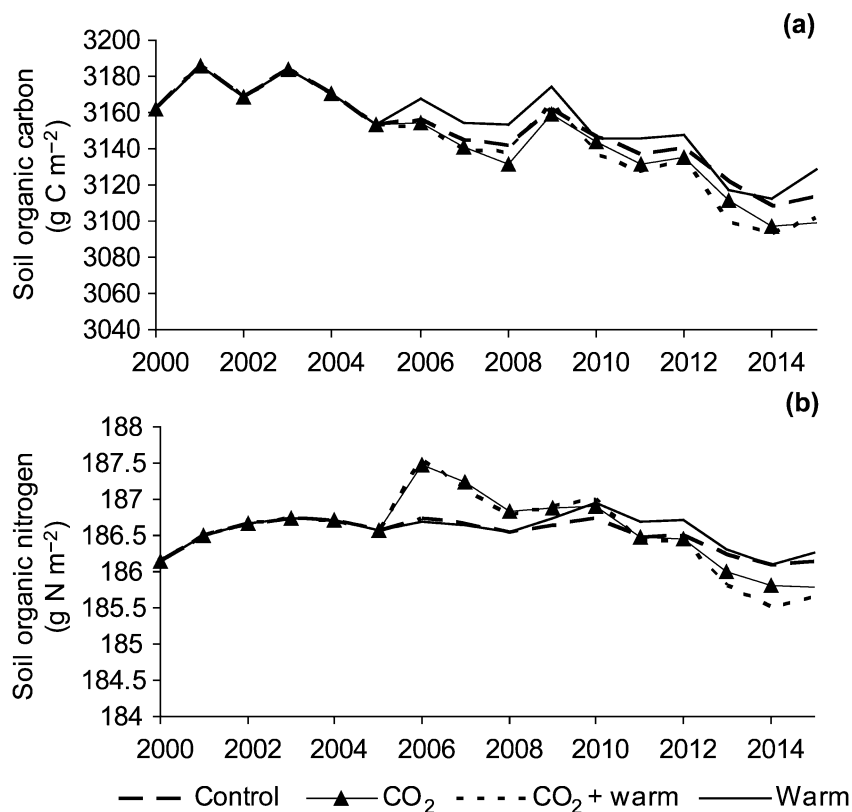 (a)
Soil organic carbon
(g C m⁻²)
3200
3180
3160
3140
3120
3100
3080
3060
3040
2000 2002 2004 2006 2008 2010 2012 2014
(b)
Soil organic nitrogen
(g N m⁻²)
188
187.5
187
186.5
186
185.5
185
184.5
184
2000 2002 2004 2006 2008 2010 2012 2014
Control CO₂ CO₂ + warm Warm